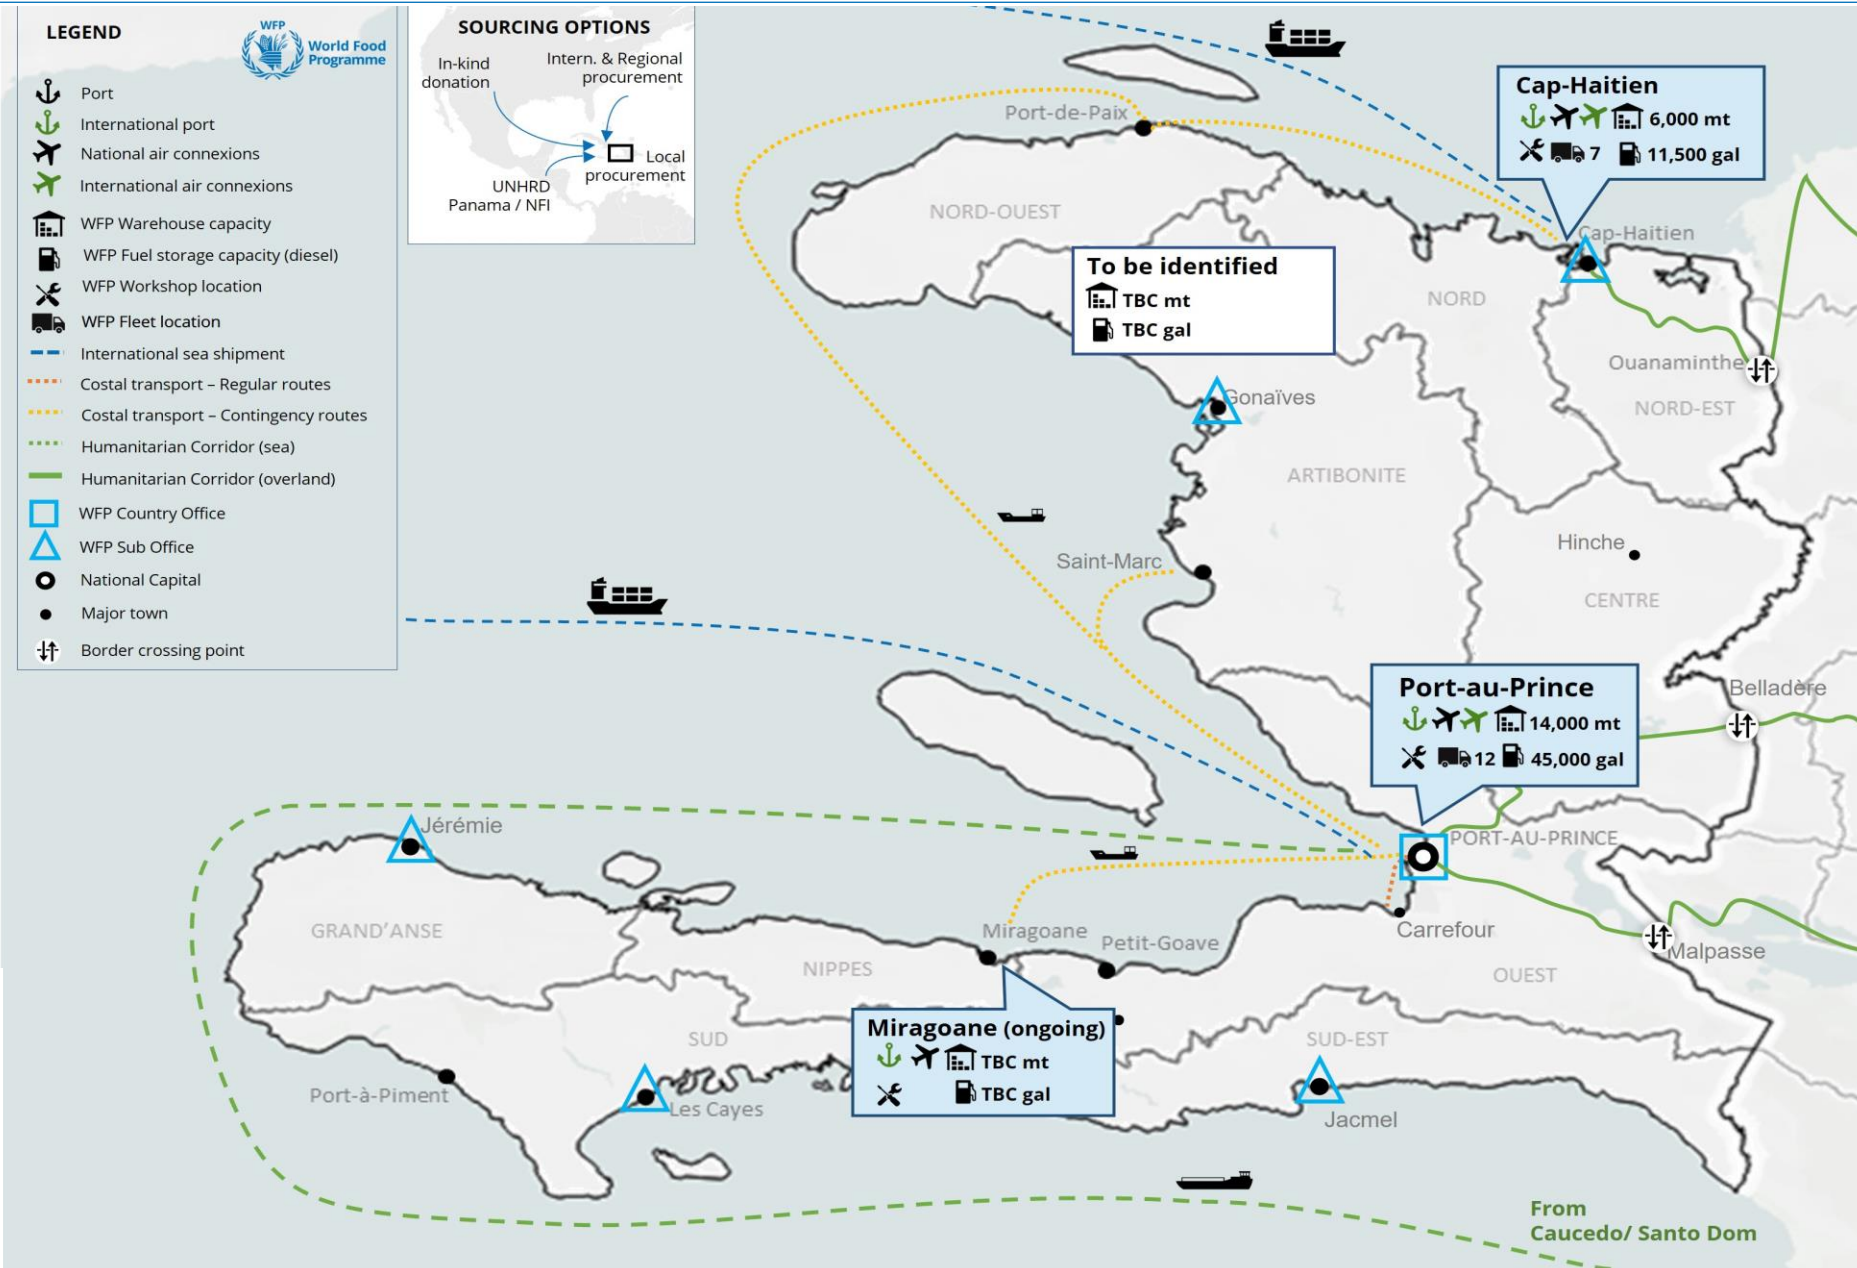 LEGEND
WFP
World Food
Programme
Port
International port
National air connexions
International air connexions
WFP Warehouse capacity
WFP Fuel storage capacity (diesel)
WFP Workshop location
WFP Fleet location
International sea shipment
Costal transport – Regular routes
Costal transport – Contingency routes
Humanitarian Corridor (sea)
Humanitarian Corridor (overland)
WFP Country Office
WFP Sub Office
National Capital
Major town
Border crossing point
SOURCING OPTIONS
In-kind
donation
Intern. & Regional
procurement
Local
procurement
UNHRD
Panama / NFI
Port-de-Paix
Cap-Haitien
6,000 mt
7
11,500 gal
Cap-Haitien
NORD-OUEST
To be identified
TBC mt
TBC gal
NORD
Ouanaminthe
NORD-EST
Gonaïves
ARTIBONITE
Hinche
Saint-Marc
CENTRE
Port-au-Prince
14,000 mt
12
45,000 gal
Belladère
PORT-AU-PRINCE
Jérémie
GRAND'ANSE
Miragoane
Petit-Goave
Carrefour
Malpasse
NIPPES
OUEST
Miragoane (ongoing)
TBC mt
TBC gal
SUD
SUD-EST
Port-à-Piment
Les Cayes
Jacmel
From
Caucedo/ Santo Dom